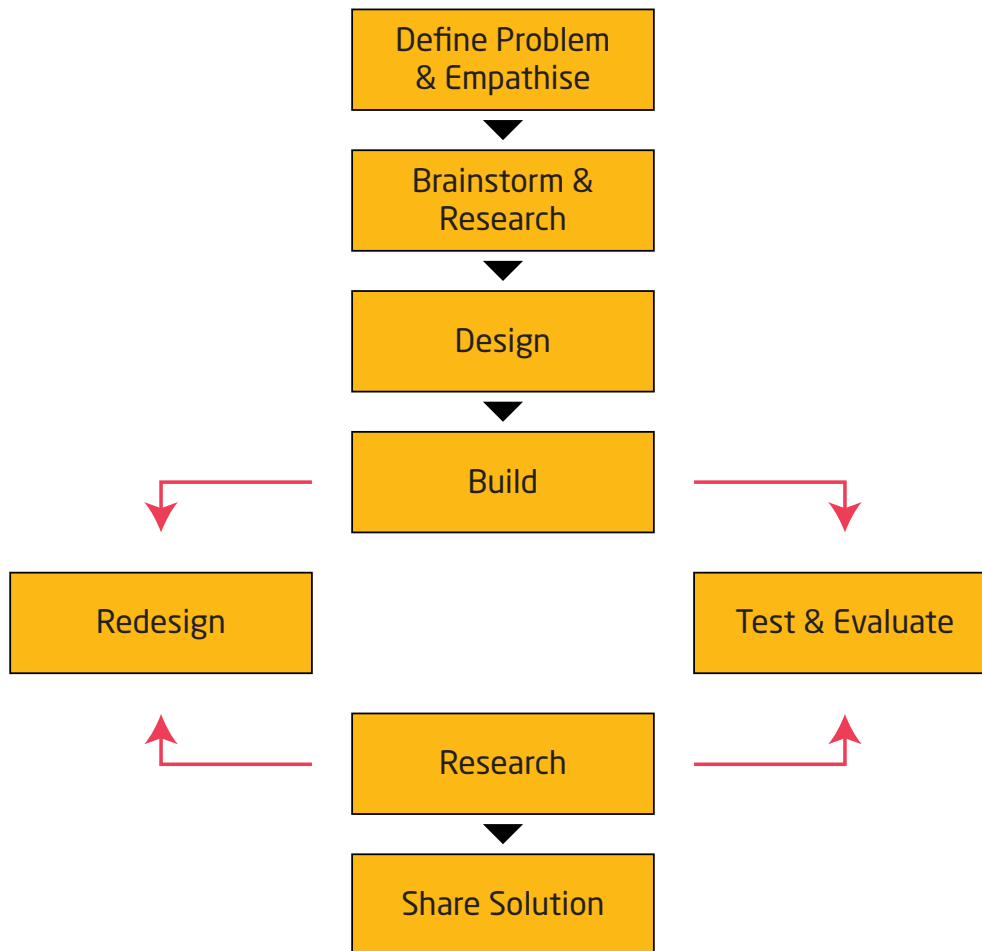 Define Problem
& Empathise
Brainstorm &
Research
Design
Build
Redesign
Test & Evaluate
Research
Share Solution